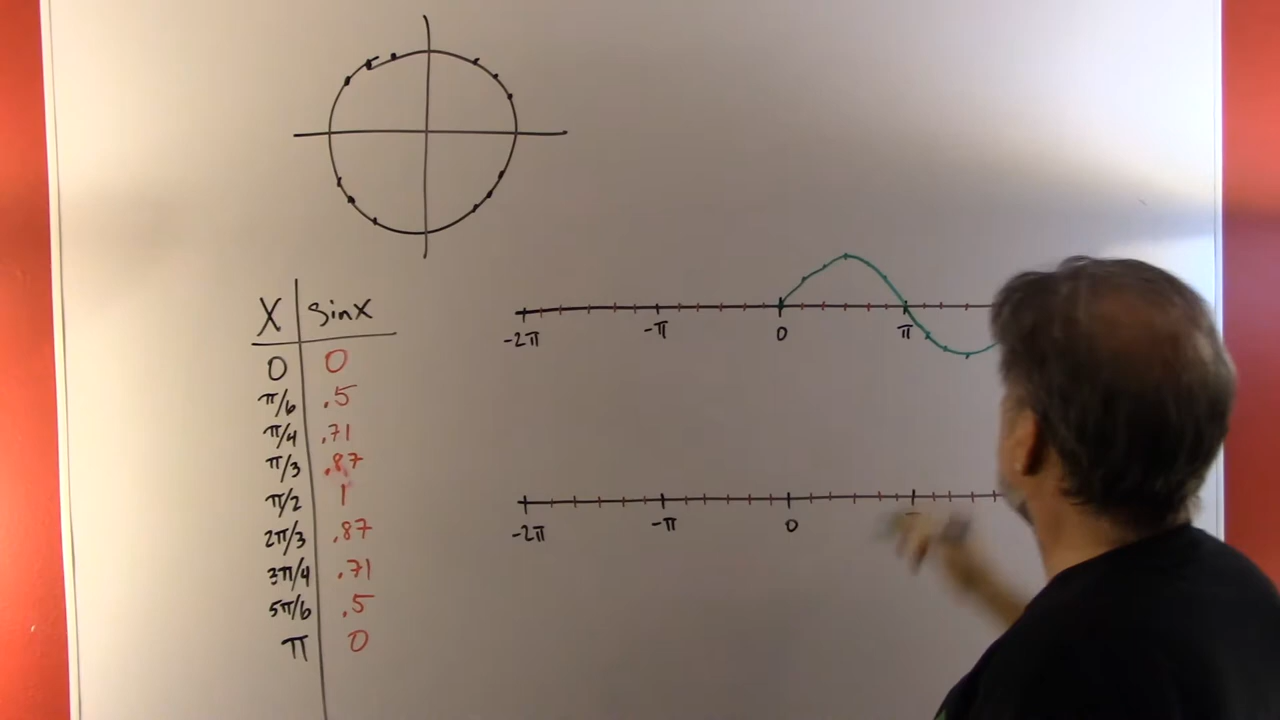 X sinx
0 0
π/6 .5
π/4 .71
π/3 .87
π/2 1
2π/3 .87
3π/4 .71
5π/6 .5
π 0
-2π -π 0 π
-2π -π 0